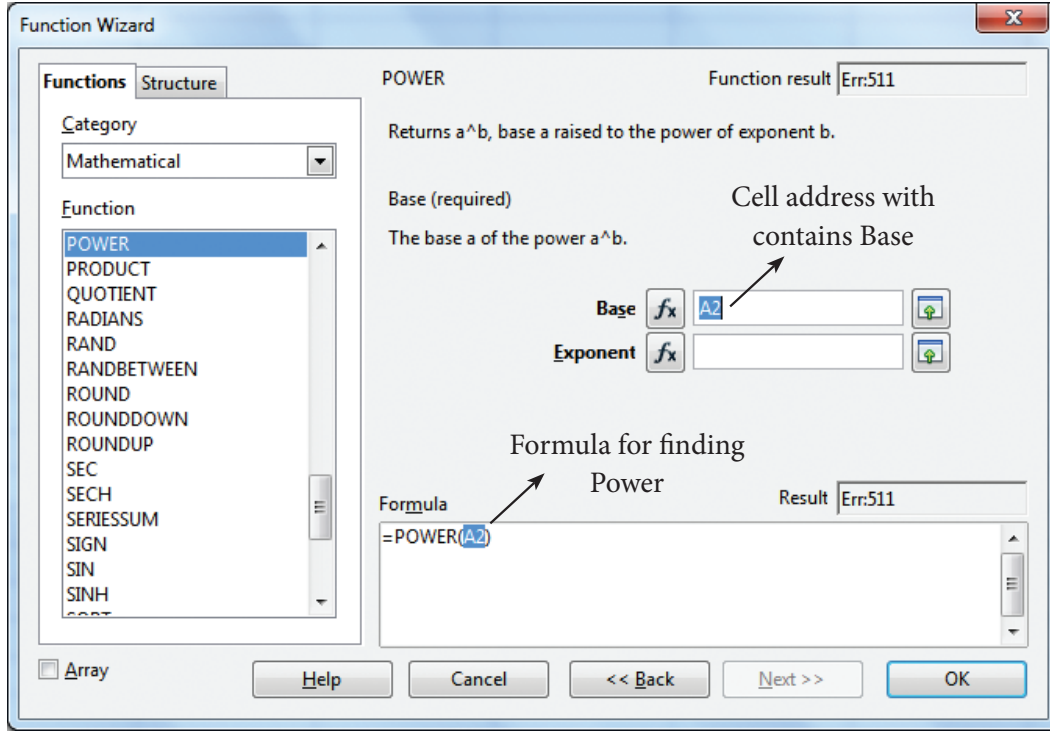 Function Wizard
Functions Structure
Category
Mathematical
Function
POWER
PRODUCT
QUOTIENT
RADIANS
RAND
RANDBETWEEN
ROUND
ROUNDDOWN
ROUNDUP
SEC
SECH
SERIESSUM
SIGN
SIN
SINH
SQRT
POWER
Function result Err:511
Returns a^b, base a raised to the power of exponent b.
Base (required)
The base a of the power a^b.
Cell address with
contains Base
Base fx A2
Exponent fx
Formula for finding
Power
Formula
Result Err:511
=POWER(A2)
Array
Help
Cancel
<< Back
Next >>
OK